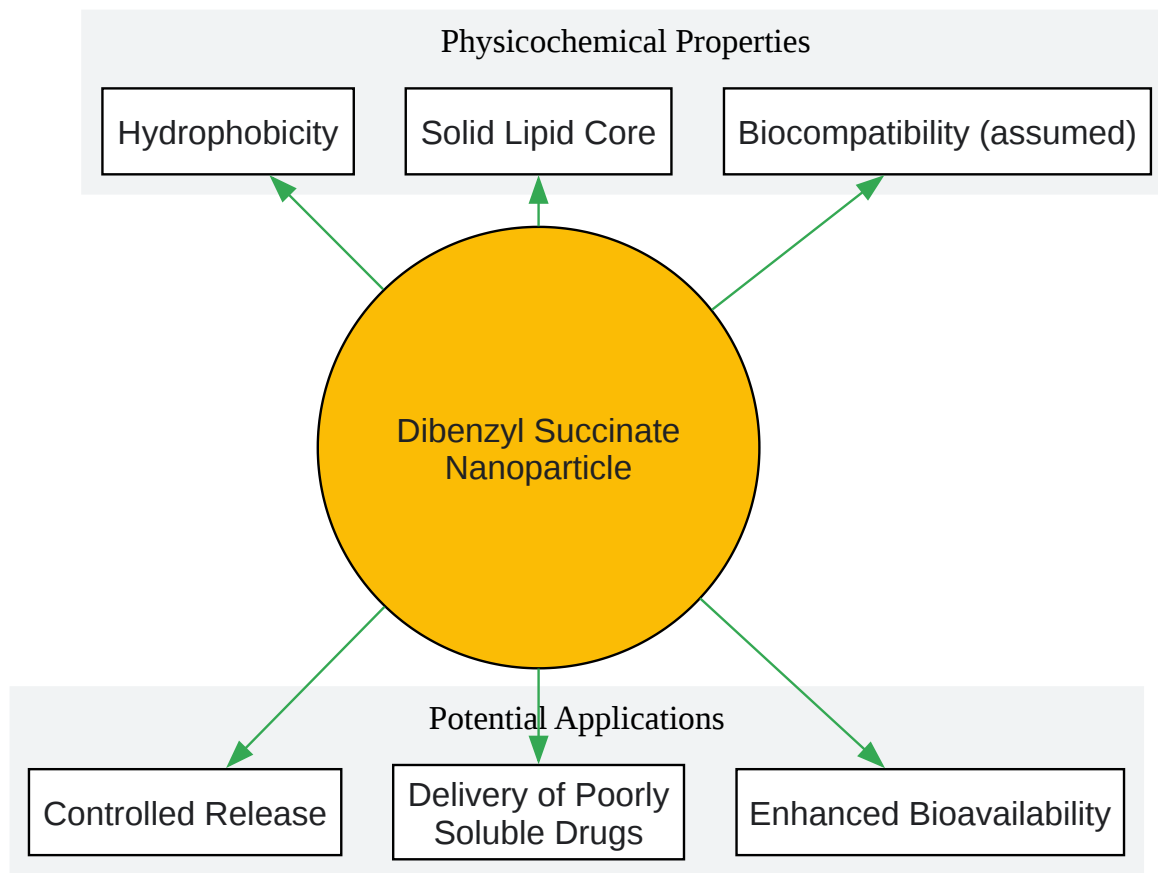 Physicochemical Properties
Hydrophobicity
Solid Lipid Core
Biocompatibility (assumed)
Dibenzyl Succinate
Nanoparticle
Potential Applications
Controlled Release
Delivery of Poorly
Soluble Drugs
Enhanced Bioavailability